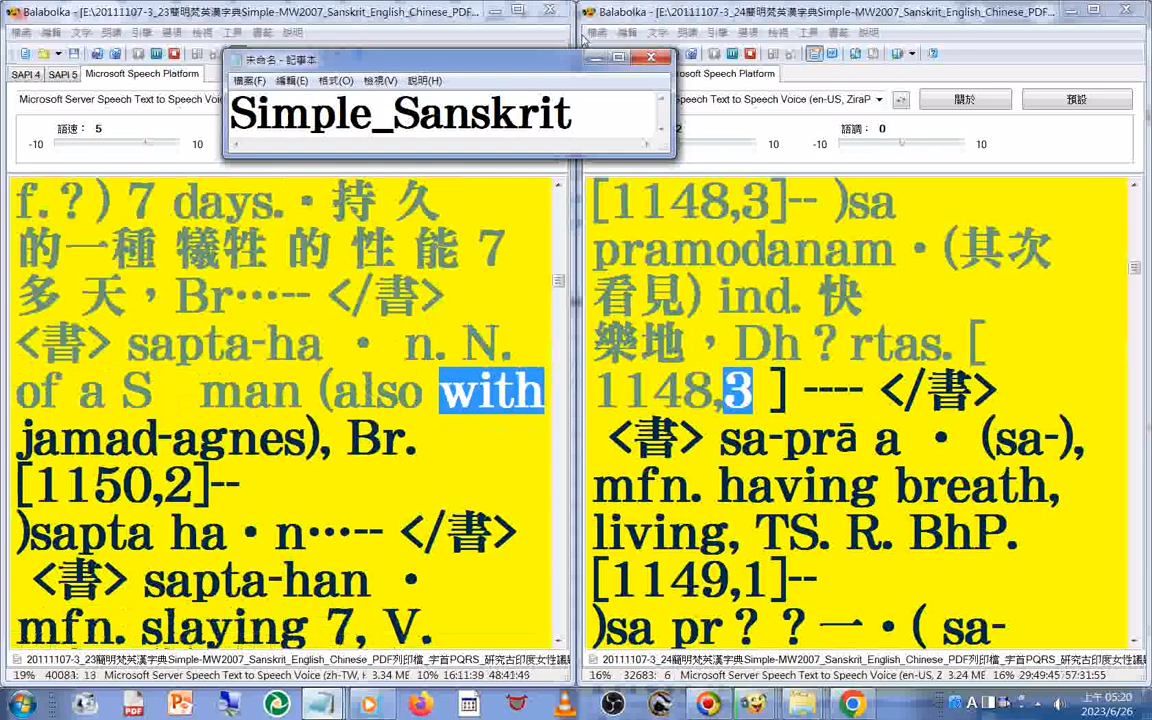 Balabolka - [E:\20111107-3_23簡明梵英漢字典Simple-MW2007_Sanskrit_English_Chinese_PDF...
Balabolka - [E:\20111107-3_24簡明梵英漢字典Simple-MW2007_Sanskrit_English_Chinese_PDF...
未命名 - 記事本
檔案(F) 編輯(E) 格式(O) 檢視(V) 說明(H)
Simple_Sanskrit
SAPI 4 SAPI 5 Microsoft Speech Platform
Speech Platform
Microsoft Server Speech Text to Speech Voi
Speech Text to Speech Voice (en-US, ZiraP
關於
預設
語速： 5
-10 10
2
10
語調： 0
-10 10
f.?) 7 days.·持 久
的一種 犧牲 的 性 能 7
多 天，Br…-- </書>
<書> sapta-ha · n. N.
of a S man (also with
jamad-agnes), Br.
[1150,2]--
)sapta ha·n…-- </書>
<書> sapta-han ·
mfn. slaying 7, V.
[1148,3]-- )sa
pramodanam·(其次
看見) ind. 快
樂地，Dh?rtas. [
1148,3 ] ---- </書>
<書> sa-prā a · (sa-),
mfn. having breath,
living, TS. R. BhP.
[1149,1]--
)sa pr??一·( sa-
20111107-3_23簡明梵英漢字典Simple-MW2007_Sanskrit_English_Chinese_PDF列印檔_字首PQRS_研究古印度女性議
20111107-3_24簡明梵英漢字典Simple-MW2007_Sanskrit_English_Chinese_PDF列印檔_字首PQRS_研究古印度女性議
19% 40083: 13 Microsoft Server Speech Text to Speech Voice (zh-TW, H 3.34 MB 10% 16:11:39 - 48:41:49
16% 32683: 6 Microsoft Server Speech Text to Speech Voice (en-US, Z 3.24 MB 16% 29:49:45 - 57:31:55
上午 05:20
2023/6/26